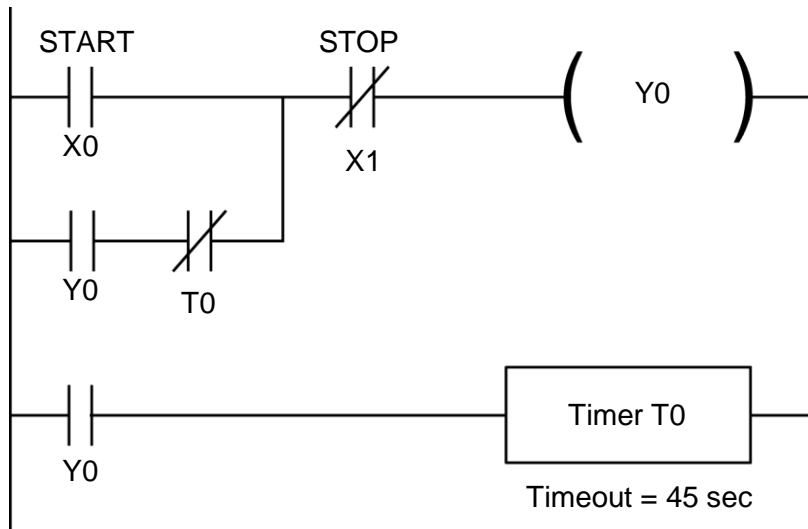 START
STOP
Y0
X0
X1
Y0
T0
Timer T0
Y0
Timeout = 45 sec